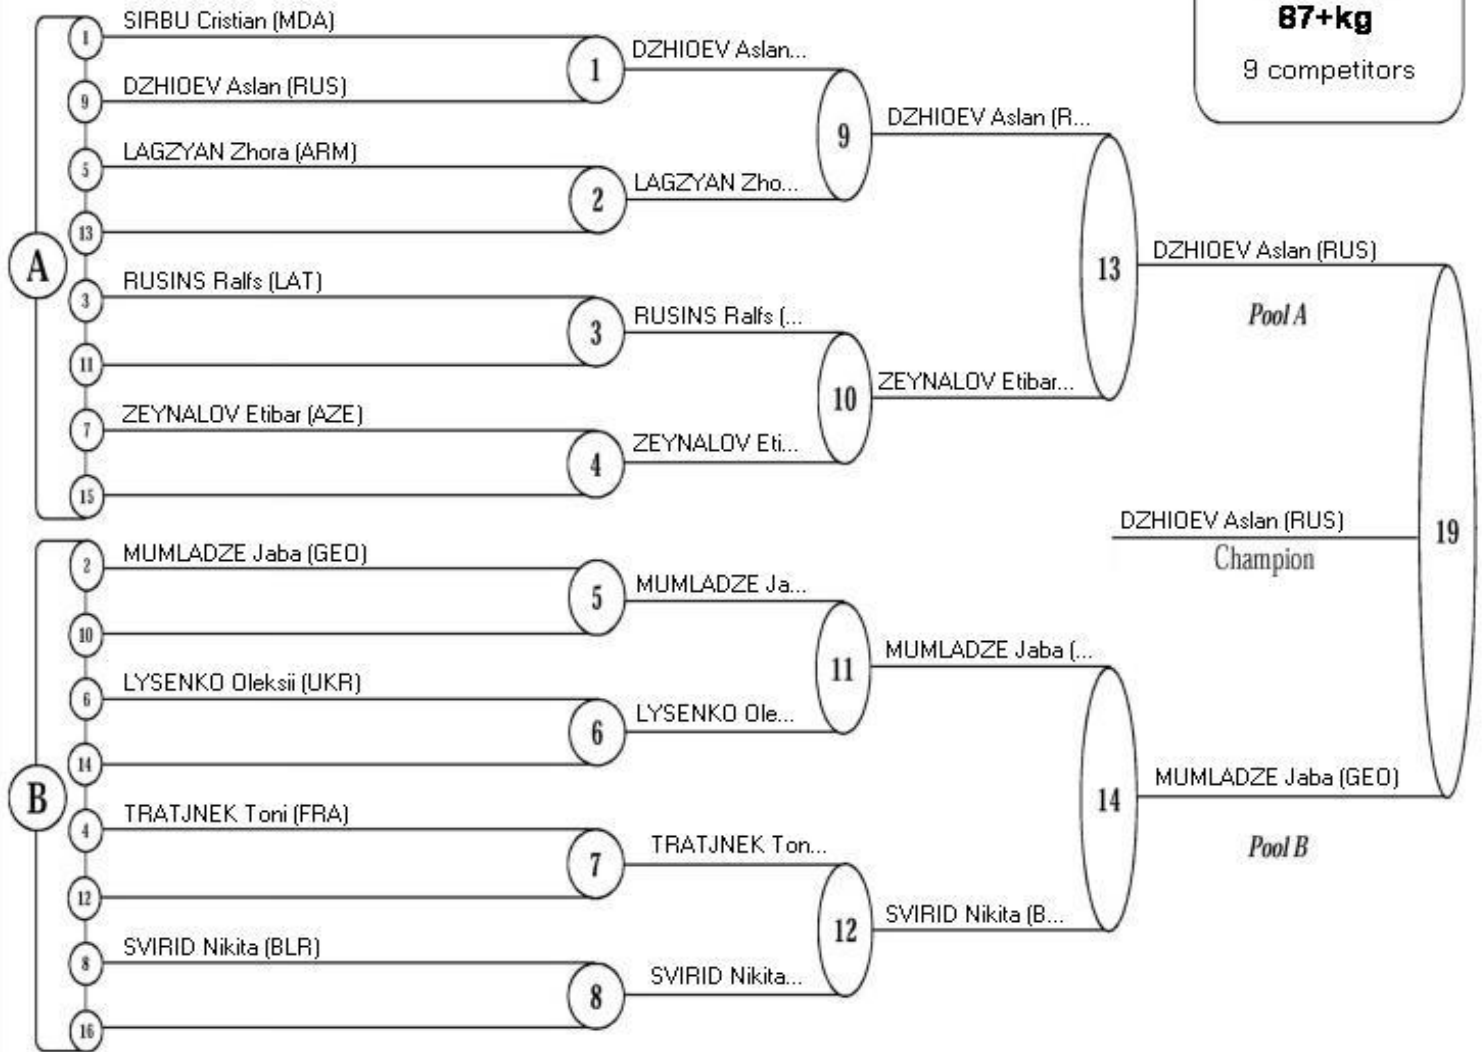 87+kg
9 competitors
A
1
SIRBU Cristian (MDA)
9
DZHIOEV Aslan (RUS)
5
LAGZYAN Zhora (ARM)
13
3
RUSINS Ralfs (LAT)
11
7
ZEYNALOV Etibar (AZE)
15
B
2
MUMLADZE Jaba (GEO)
10
6
LYSENKO Oleksii (UKR)
14
4
TRATJNEK Toni (FRA)
12
8
SVIRID Nikita (BLR)
16
1
DZHIOEV Aslan...
2
LAGZYAN Zho...
3
RUSINS Ralfs (...
4
ZEYNALOV Eti...
5
MUMLADZE Ja...
6
LYSENKO Ole...
7
TRATJNEK Ton...
8
SVIRID Nikita...
9
DZHIOEV Aslan (R...
10
ZEYNALOV Etibar...
11
MUMLADZE Jaba (...
12
SVIRID Nikita (B...
13
DZHIOEV Aslan (RUS)
Pool A
14
MUMLADZE Jaba (GEO)
Pool B
19
DZHIOEV Aslan (RUS)
Champion